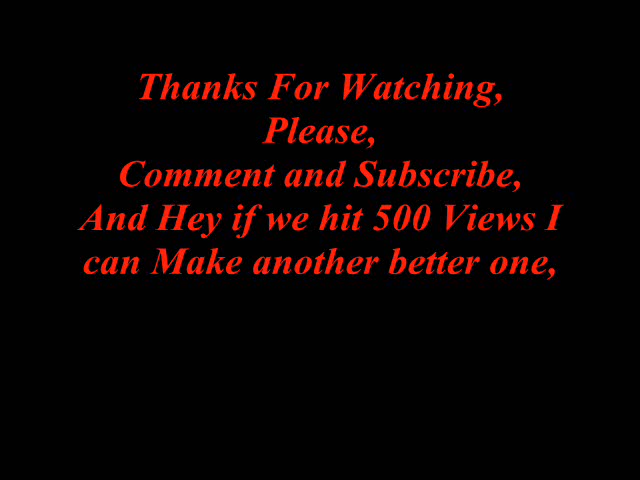 Thanks For Watching,
Please,
Comment and Subscribe,
And Hey if we hit 500 Views I
can Make another better one,